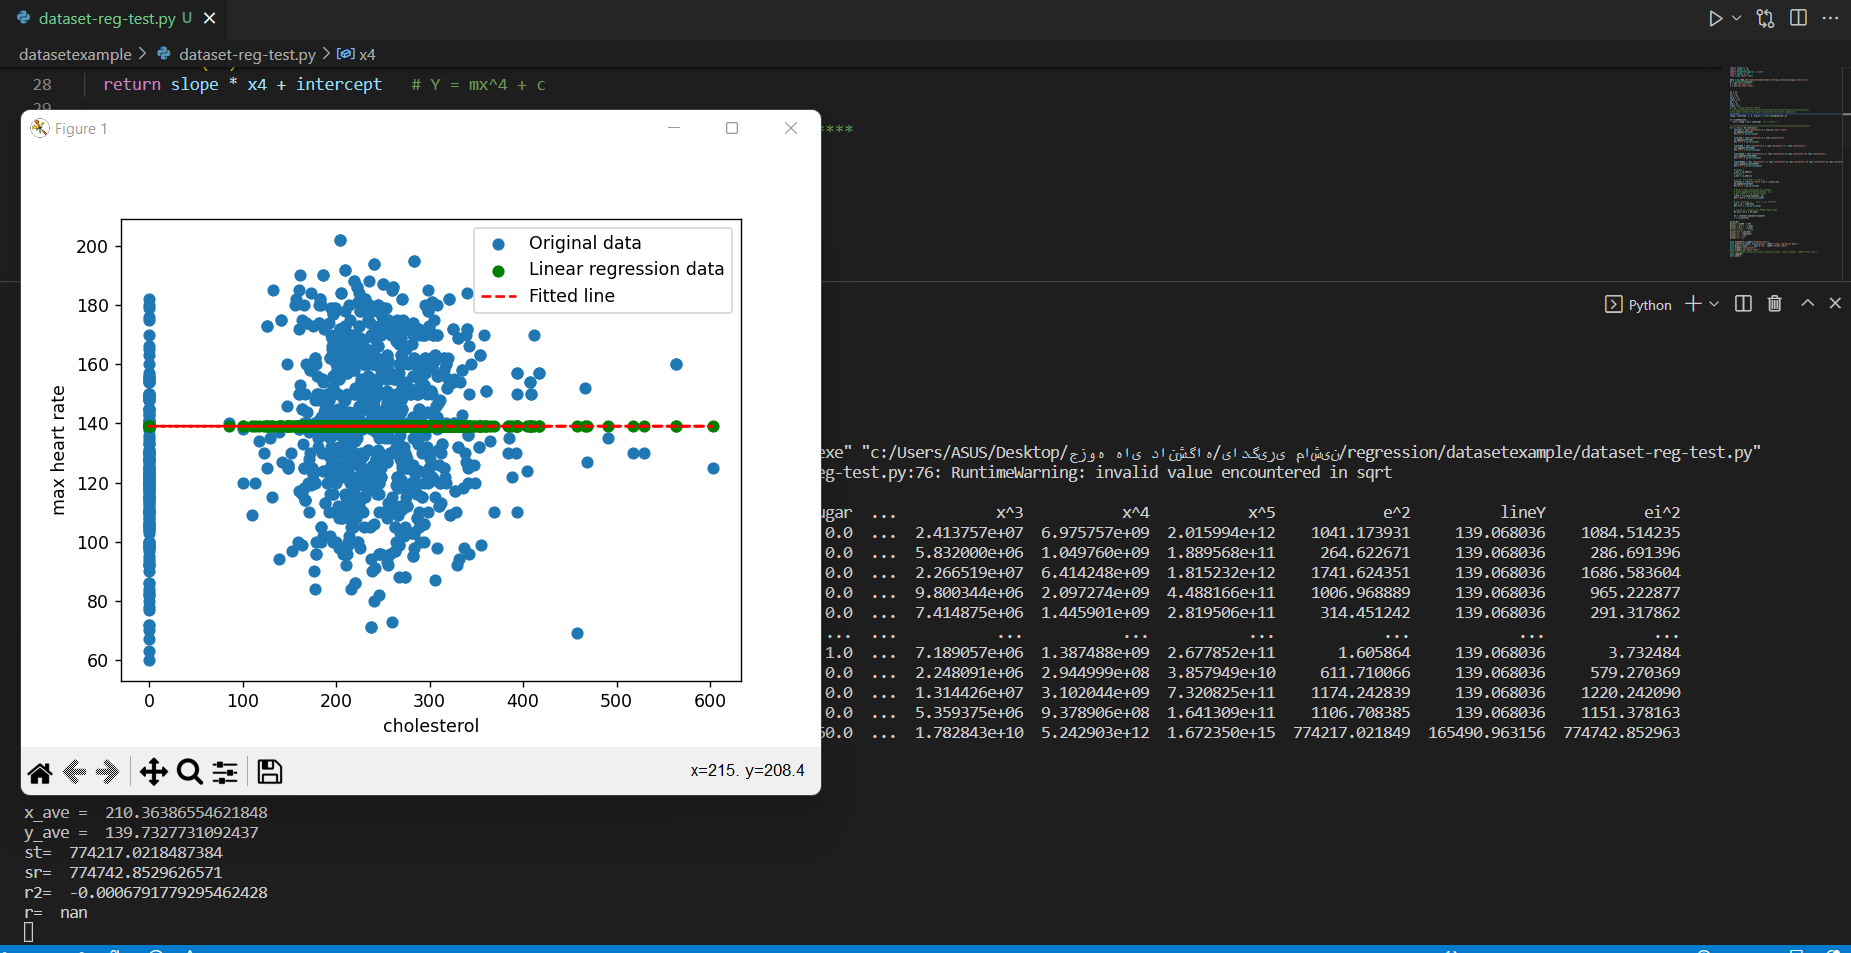 dataset-reg-test.py U
datasetexample > dataset-reg-test.py > x4
28 return slope * x4 + intercept # Y = mx^4 + c
29
****
Figure 1
Original data
Linear regression data
Fitted line
200
180
160
140
120
100
80
60
max heart rate
0 100 200 300 400 500 600
cholesterol
x=215. y=208.4
Python
exe" "c:/Users/ASUS/Desktop/جزوه های دانشگاه/یادگیری ماشین/regression/datasetexample/dataset-reg-test.py"
eg-test.py:76: RuntimeWarning: invalid value encountered in sqrt
ugar ... x^3 x^4 x^5 e^2 lineY ei^2
0.0 ... 2.413757e+07 6.975757e+09 2.015994e+12 1041.173931 139.068036 1084.514235
0.0 ... 5.832000e+06 1.049760e+09 1.889568e+11 264.622671 139.068036 286.691396
0.0 ... 2.266519e+07 6.414248e+09 1.815232e+12 1741.624351 139.068036 1686.583604
0.0 ... 9.800344e+06 2.097274e+09 4.488166e+11 1006.968889 139.068036 965.222877
0.0 ... 7.414875e+06 1.445901e+09 2.819506e+11 314.451242 139.068036 291.317862
... ... ... ... ... ... ... ...
1.0 ... 7.189057e+06 1.387488e+09 2.677852e+11 1.605864 139.068036 3.732484
0.0 ... 2.248091e+06 2.944999e+08 3.857949e+10 611.710066 139.068036 579.270369
0.0 ... 1.314426e+07 3.102044e+09 7.320825e+11 1174.242839 139.068036 1220.242090
0.0 ... 5.359375e+06 9.378906e+08 1.641309e+11 1106.708385 139.068036 1151.378163
60.0 ... 1.782843e+10 5.242903e+12 1.672350e+15 774217.021849 165490.963156 774742.852963
x_ave = 210.36386554621848
y_ave = 139.7327731092437
st= 774217.0218487384
sr= 774742.8529626571
r2= -0.0006791779295462428
r= nan